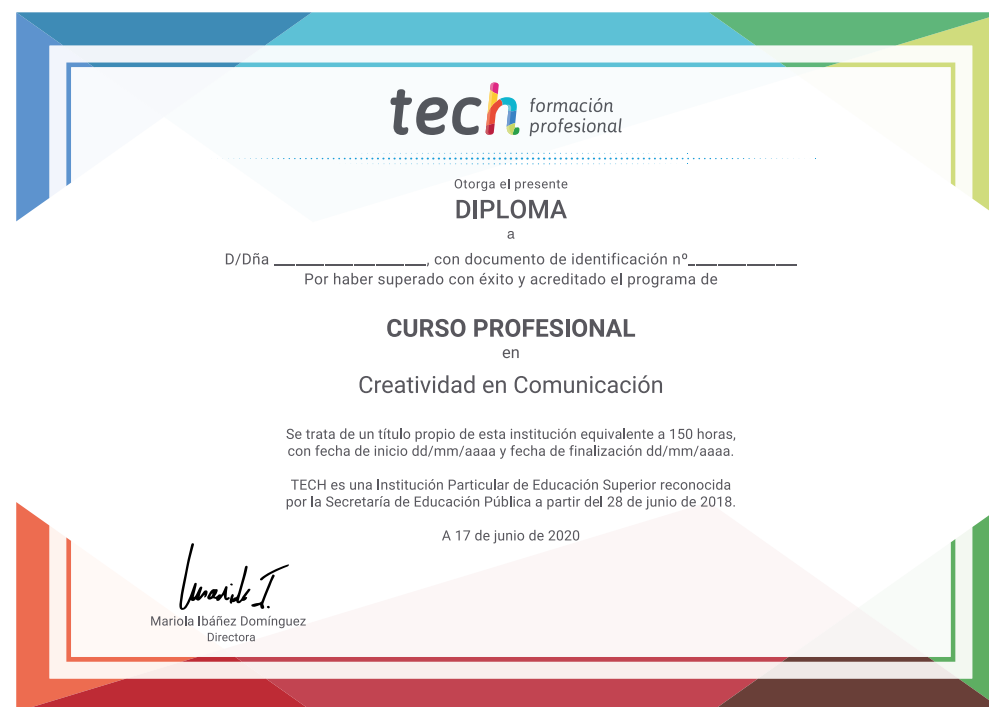 tech formación
profesional
Otorga el presente
DIPLOMA
a
D/Dña __________________, con documento de identificación nº_____________
Por haber superado con éxito y acreditado el programa de
CURSO PROFESIONAL
en
Creatividad en Comunicación
Se trata de un título propio de esta institución equivalente a 150 horas,
con fecha de inicio dd/mm/aaaa y fecha de finalización dd/mm/aaaa.
TECH es una Institución Particular de Educación Superior reconocida
por la Secretaría de Educación Pública a partir del 28 de junio de 2018.
A 17 de junio de 2020
Mariola I.
Mariola Ibáñez Domínguez
Directora